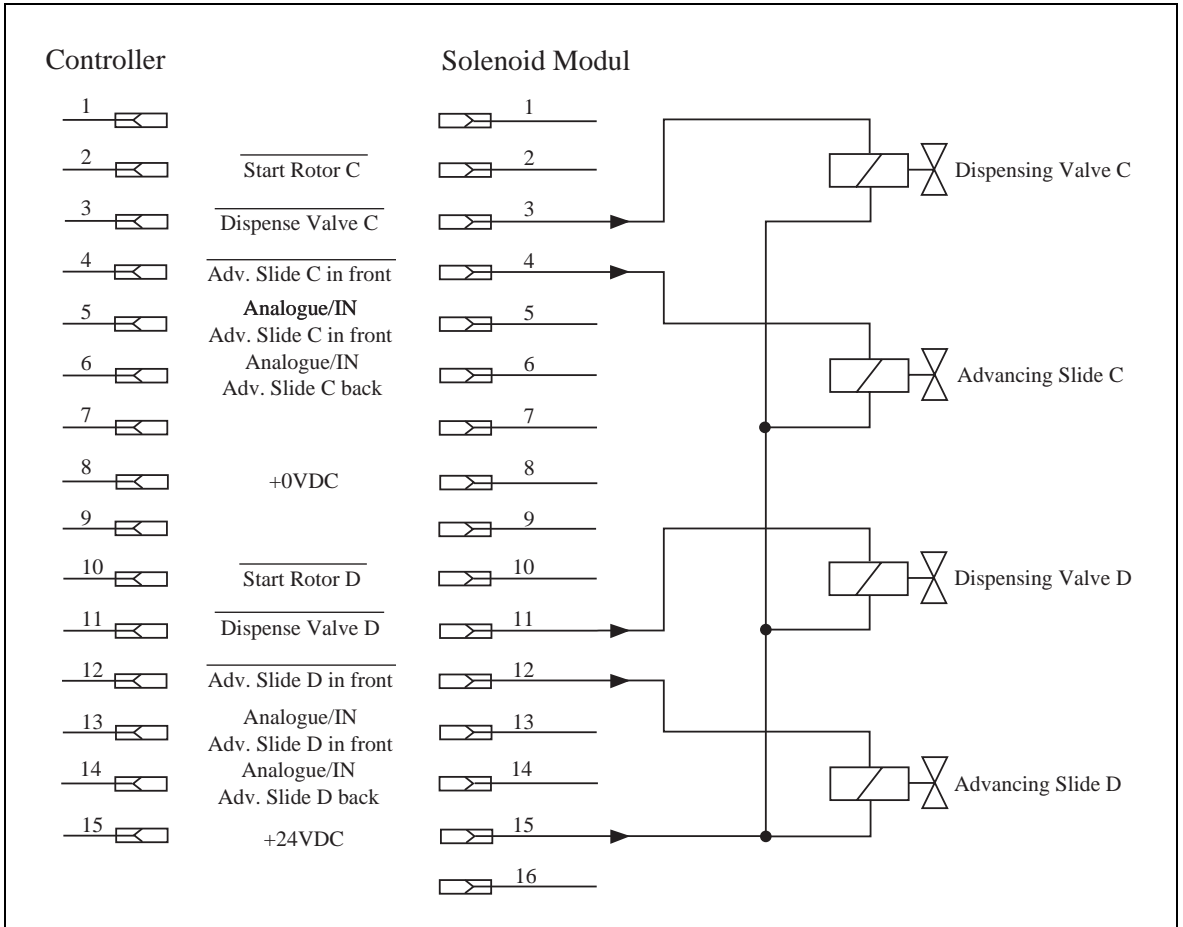 Controller
Solenoid Modul
1
1
2
Start Rotor C
2
Dispensing Valve C
3
Dispense Valve C
3
4
Adv. Slide C in front
4
5
Analogue/IN
Adv. Slide C in front
5
6
Analogue/IN
Adv. Slide C back
6
Advancing Slide C
7
7
8
+0VDC
8
9
9
10
Start Rotor D
10
Dispensing Valve D
11
Dispense Valve D
11
12
Adv. Slide D in front
12
13
Analogue/IN
Adv. Slide D in front
13
14
Analogue/IN
Adv. Slide D back
14
Advancing Slide D
15
+24VDC
15
16